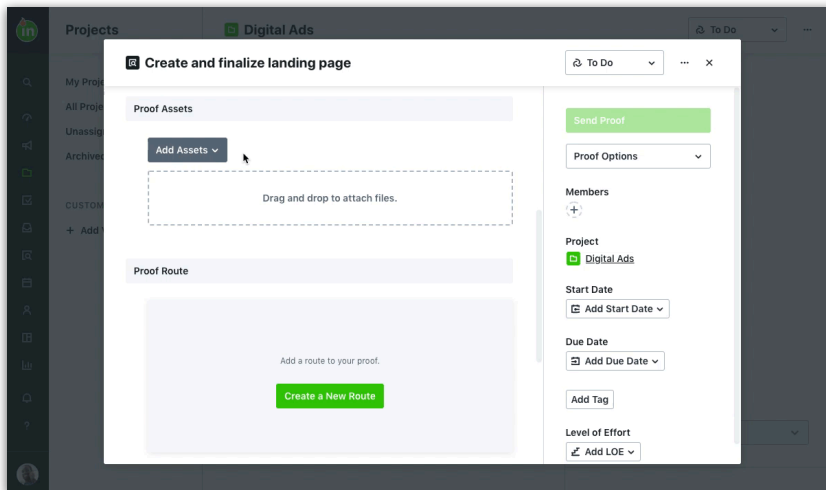 in
Projects
Digital Ads
To Do
My Proje
All Proje
Unassig
Archived
CUSTOM
+ Add
Create and finalize landing page
To Do
Proof Assets
Add Assets
Drag and drop to attach files.
Proof Route
Add a route to your proof.
Create a New Route
Send Proof
Proof Options
Members
Project
Digital Ads
Start Date
Add Start Date
Due Date
Add Due Date
Add Tag
Level of Effort
Add LOE